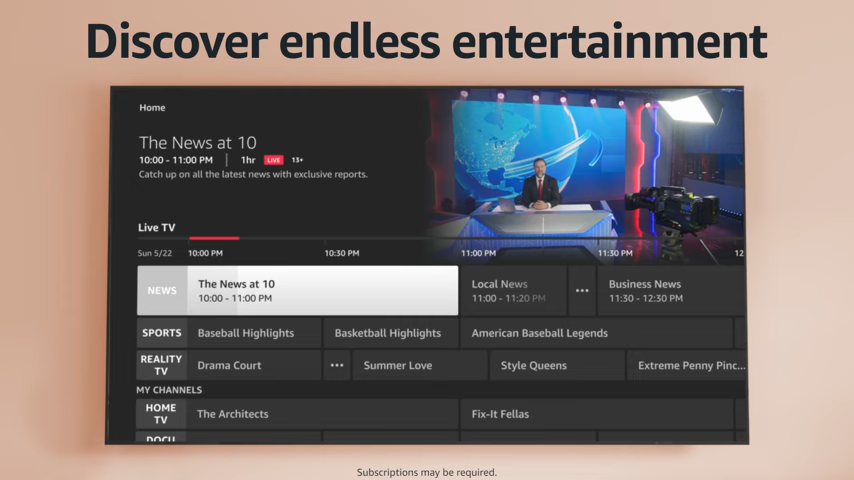 Discover endless entertainment
Home
The News at 10
10:00 - 11:00 PM | 1hr LIVE 13+
Catch up on all the latest news with exclusive reports.
Live TV
Sun 5/22 10:00 PM 10:30 PM 11:00 PM 11:30 PM 12
NEWS The News at 10 Local News ••• Business News
10:00 - 11:00 PM 11:00 - 11:20 PM 11:30 - 12:30 PM
SPORTS Baseball Highlights Basketball Highlights American Baseball Legends
REALITY TV Drama Court ••• Summer Love Style Queens Extreme Penny Pinc...
MY CHANNELS
HOME TV The Architects Fix-It Fellas
DOCU
Subscriptions may be required.